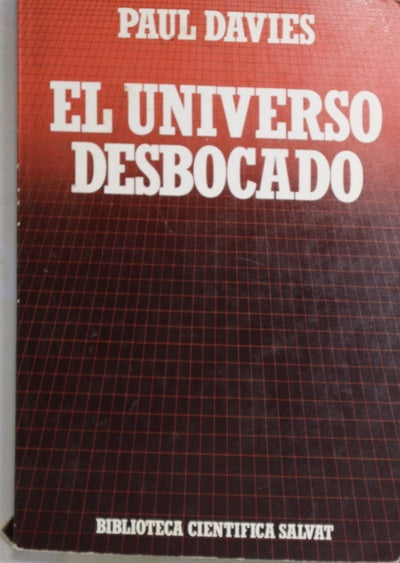 PAUL DAVIES
EL UNIVERSO
DESBOCADO
BIBLIOTECA CIENTIFICA SALVAT